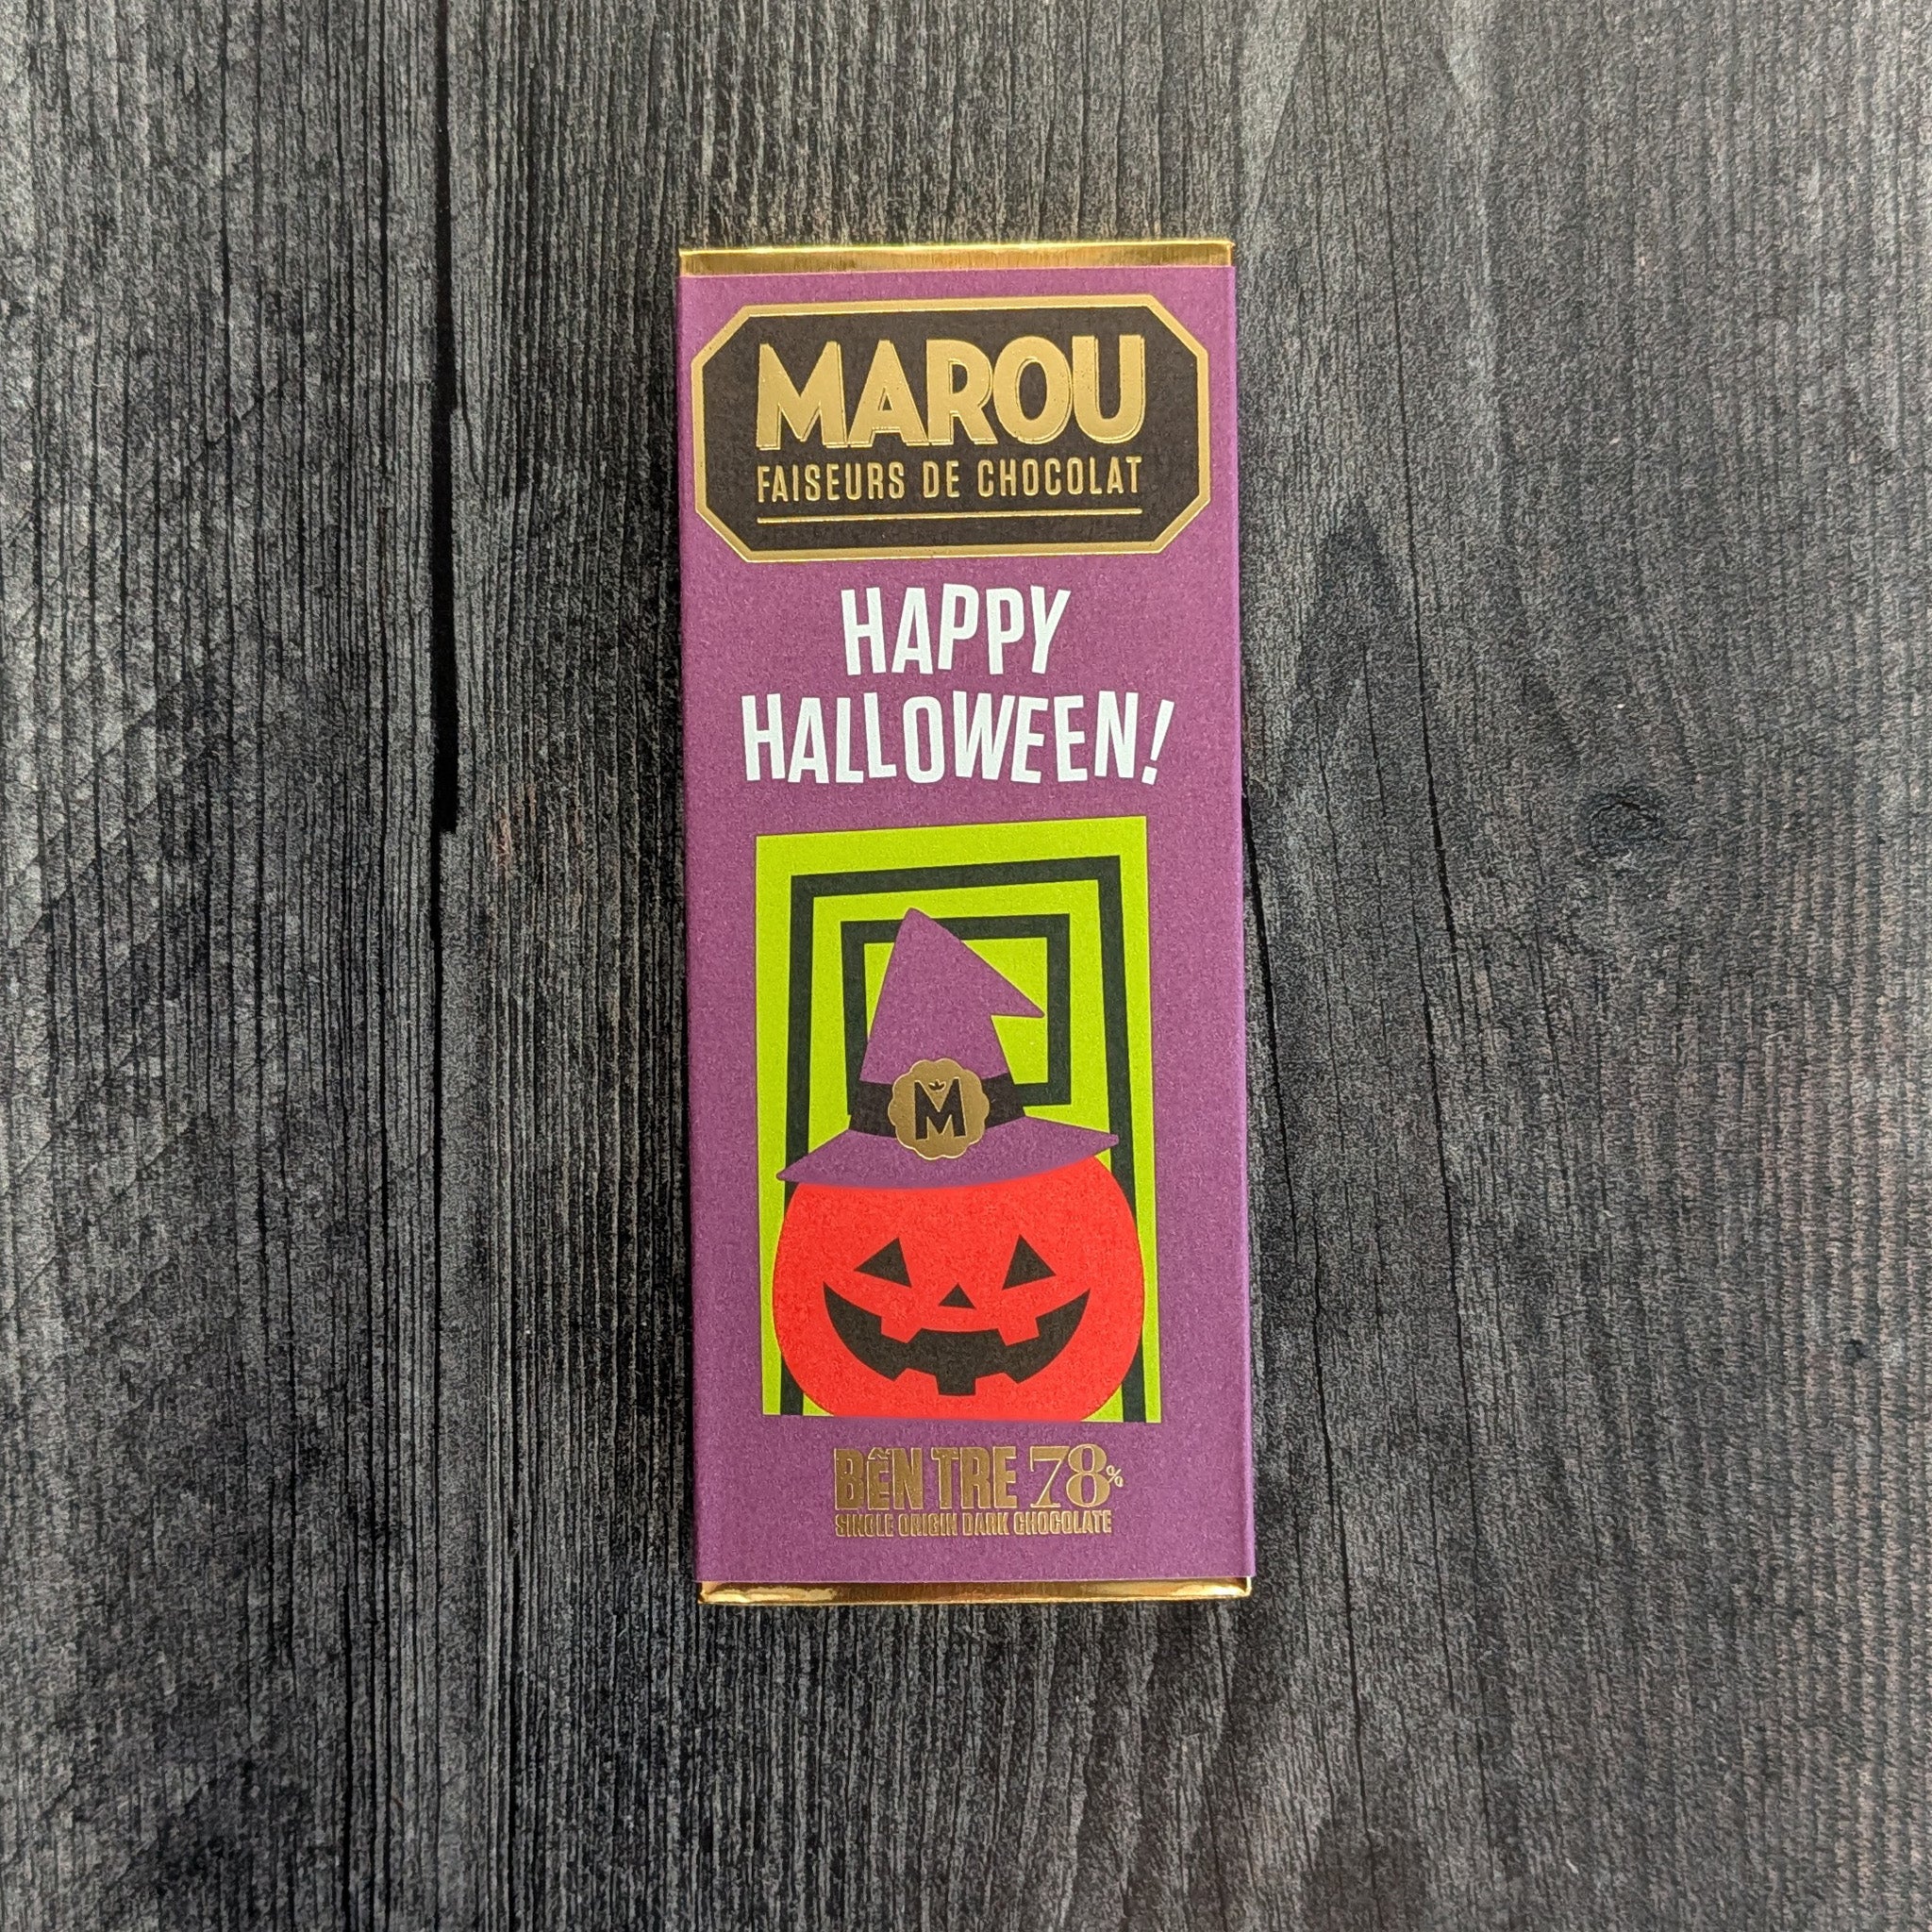 MAROU
FAISEURS DE CHOCOLAT
HAPPY
HALLOWEEN!
M
BẾN TRE 78%
SINGLE ORIGIN DARK CHOCOLATE